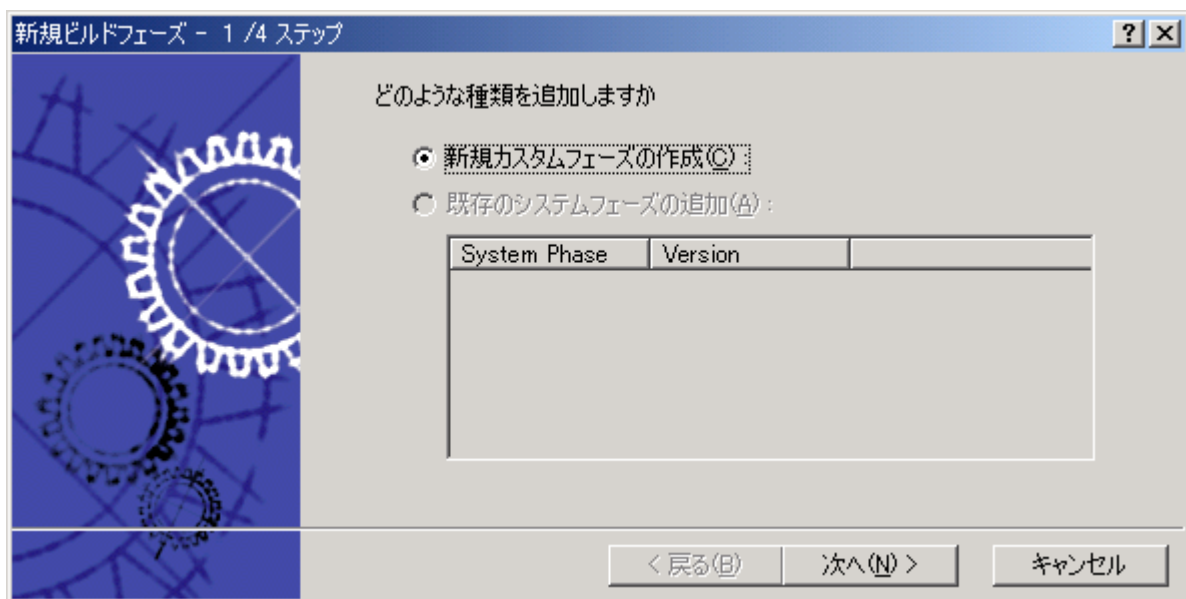 新規ビルドフェーズ - 1 /4 ステップ
どのような種類を追加しますか
新規カスタムフェーズの作成(C) :
既存のシステムフェーズの追加(A) :
System Phase Version
< 戻る(B) 次へ(N) > キャンセル